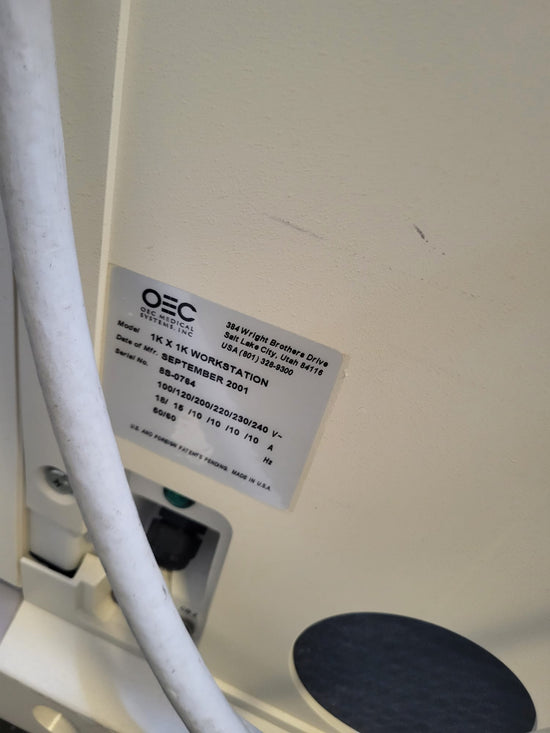 OEC
OEC MEDICAL
SYSTEMS, INC
384 Wright Brothers Drive
Salt Lake City, Utah 84116
USA (801) 328-9300
Model 1K X 1K WORKSTATION
Date of Mfr. SEPTEMBER 2001
Serial No. 8S-0764
100/120/200/220/230/240 V~
15/ 15 /10 /10 /10 /10 A
50/60 Hz
U.S. AND FOREIGN PATENTS PENDING. MADE IN U.S.A.